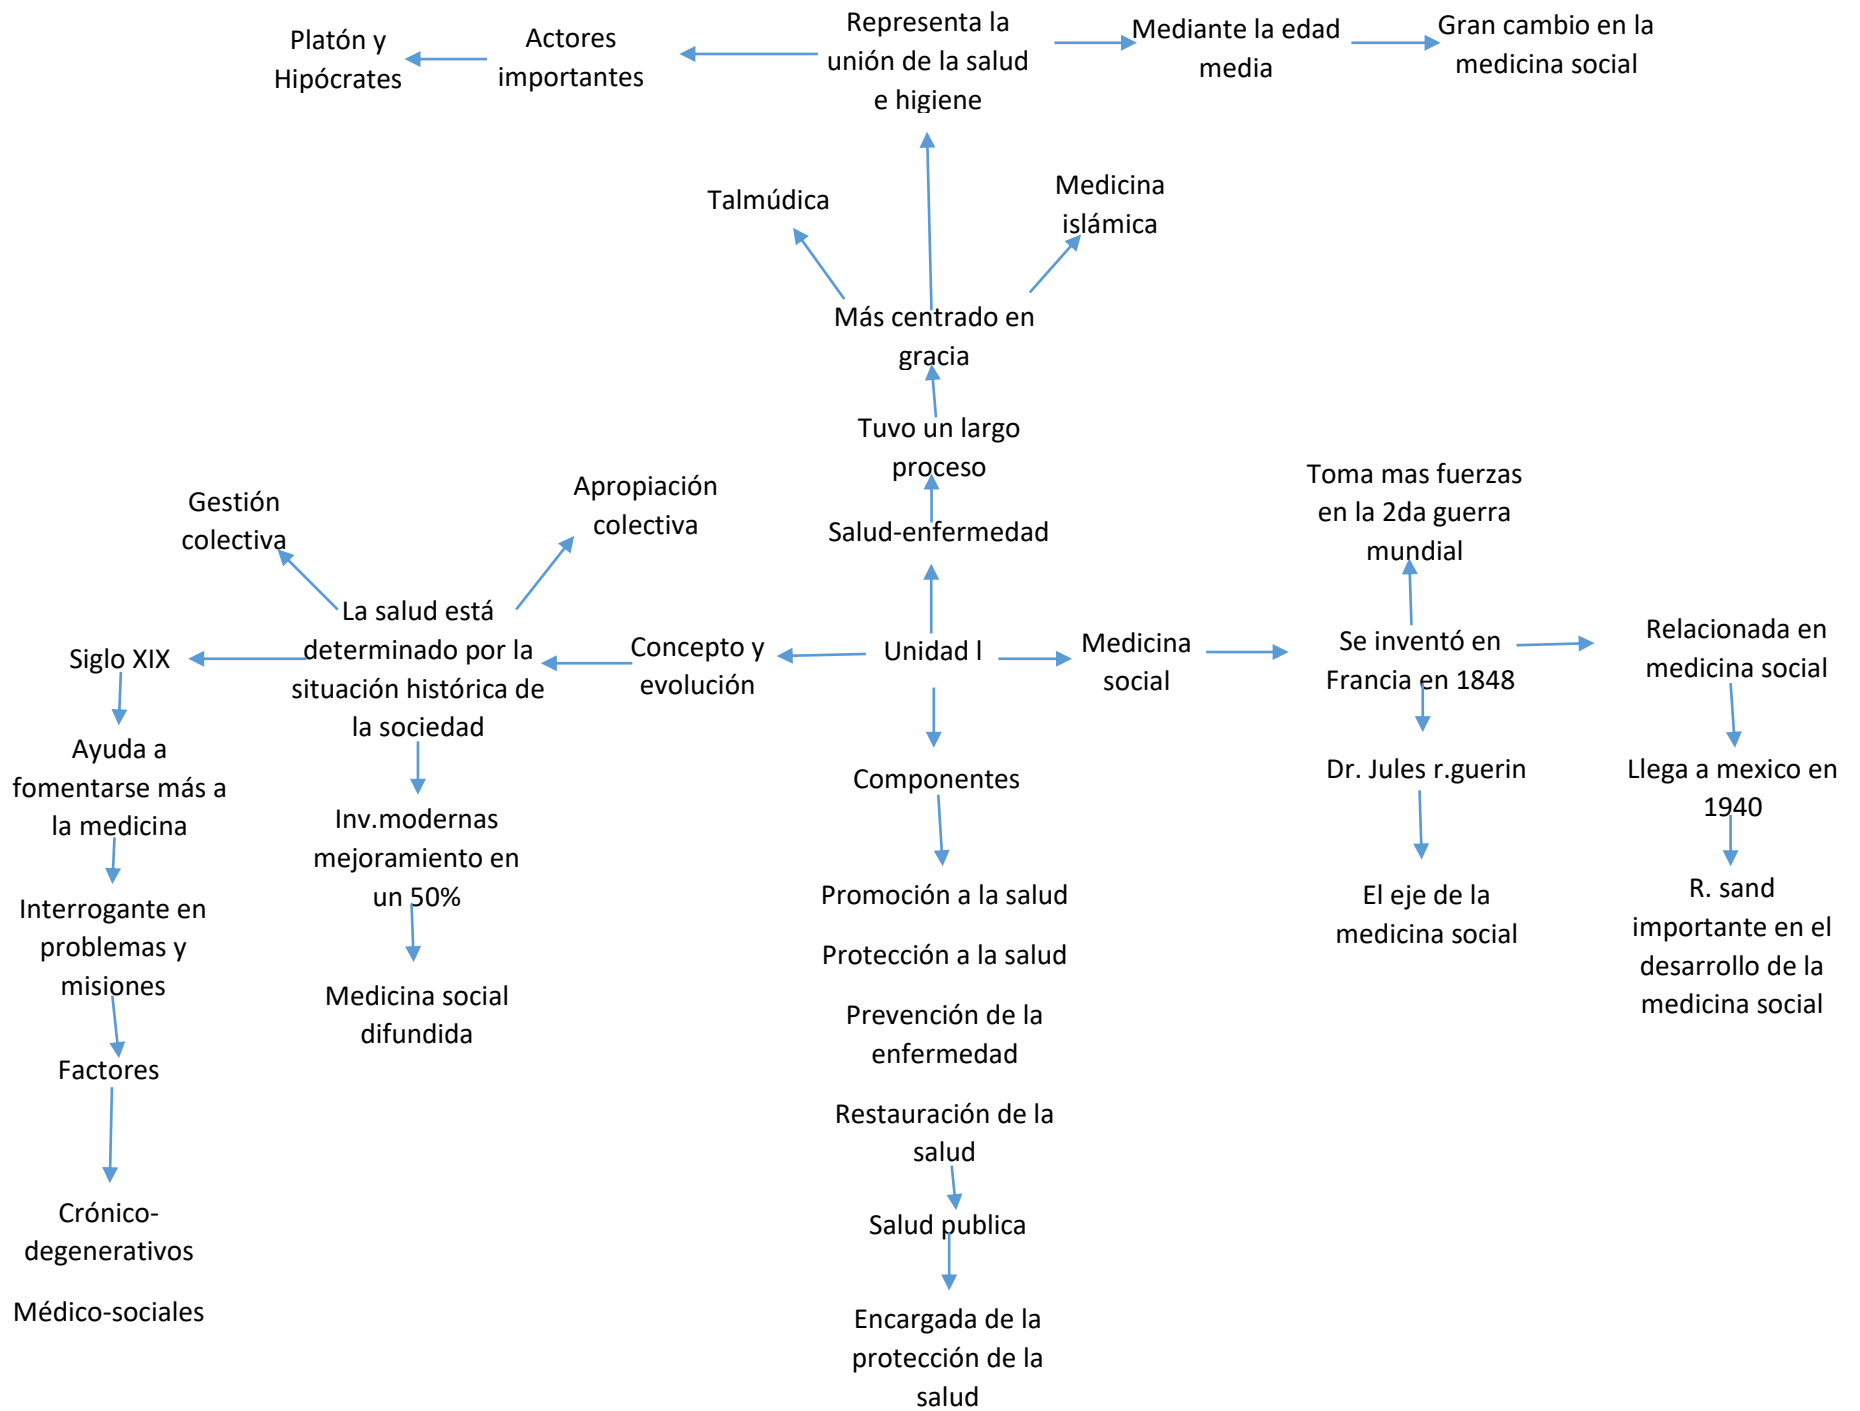 Platón y
Hipócrates
Actores
importantes
Representa la
unión de la salud
e higiene
Mediante la edad
media
Gran cambio en la
medicina social
Talmúdica
Medicina
islámica
Más centrado en
gracia
Tuvo un largo
proceso
Salud-enfermedad
Gestión
colectiva
Apropiación
colectiva
Toma mas fuerzas
en la 2da guerra
mundial
Siglo XIX
La salud está
determinado por la
situación histórica de
la sociedad
Concepto y
evolución
Unidad l
Medicina
social
Se inventó en
Francia en 1848
Relacionada en
medicina social
Ayuda a
fomentarse más a
la medicina
Inv.modernas
mejoramiento en
un 50%
Componentes
Dr. Jules r.guerin
Llega a mexico en
1940
Interrogante en
problemas y
misiones
Medicina social
difundida
Promoción a la salud
Protección a la salud
Prevención de la
enfermedad
Restauración de la
salud
El eje de la
medicina social
R. sand
importante en el
desarrollo de la
medicina social
Factores
Crónico-
degenerativos
Médico-sociales
Salud publica
Encargada de la
protección de la
salud